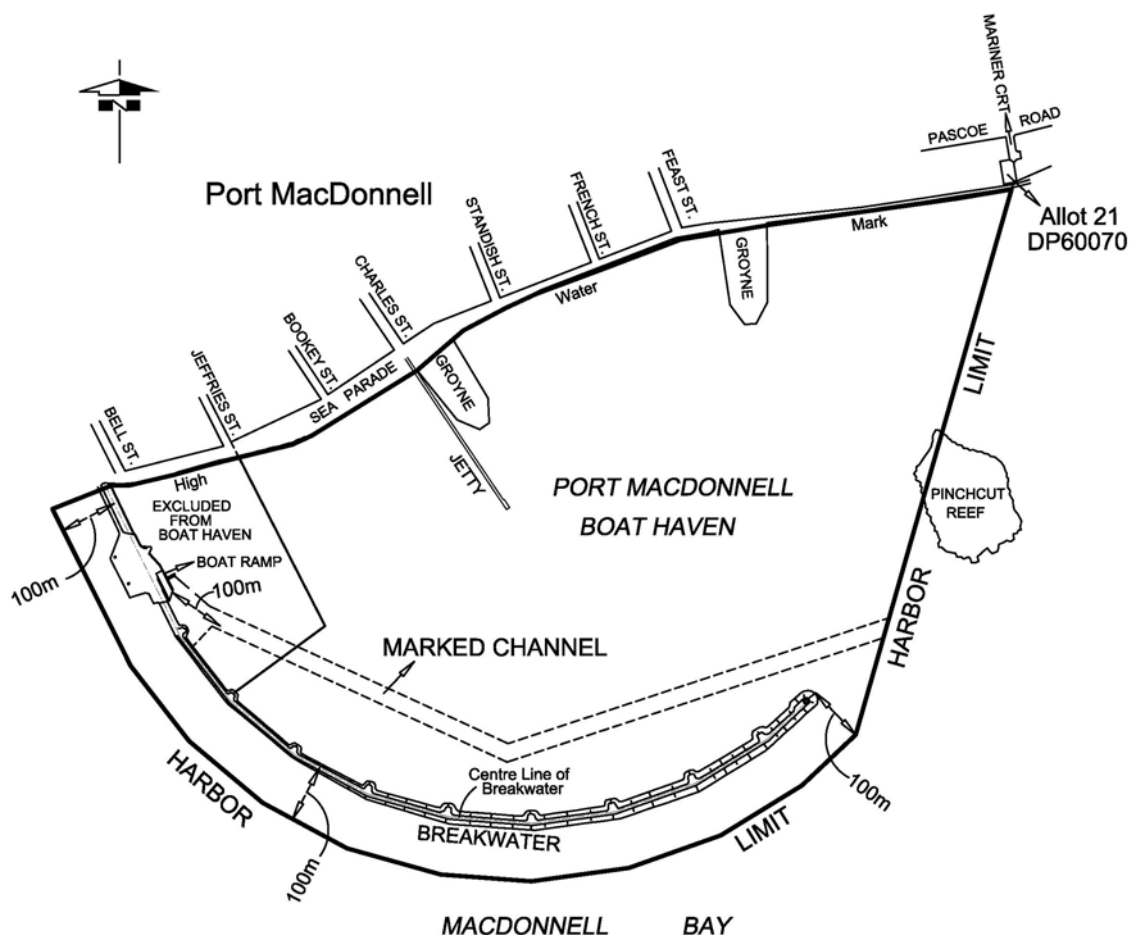 MARINER CRT
PASCOE ROAD
N
Port MacDonnell
Allot 21
DP60070
FEAST ST.
FRENCH ST.
STANDISH ST.
CHARLES ST.
BOOKEY ST.
JEFFRIES ST.
BELL ST.
SEA PARADE
High
Water
Mark
GROYNE
GROYNE
JETTY
LIMIT
HARBOR
PINCHCUT
REEF
PORT MACDONNELL
BOAT HAVEN
EXCLUDED
FROM
BOAT HAVEN
BOAT RAMP
100m
100m
MARKED CHANNEL
HARBOR
Centre Line of
Breakwater
BREAKWATER
LIMIT
100m
100m
MACDONNELL BAY